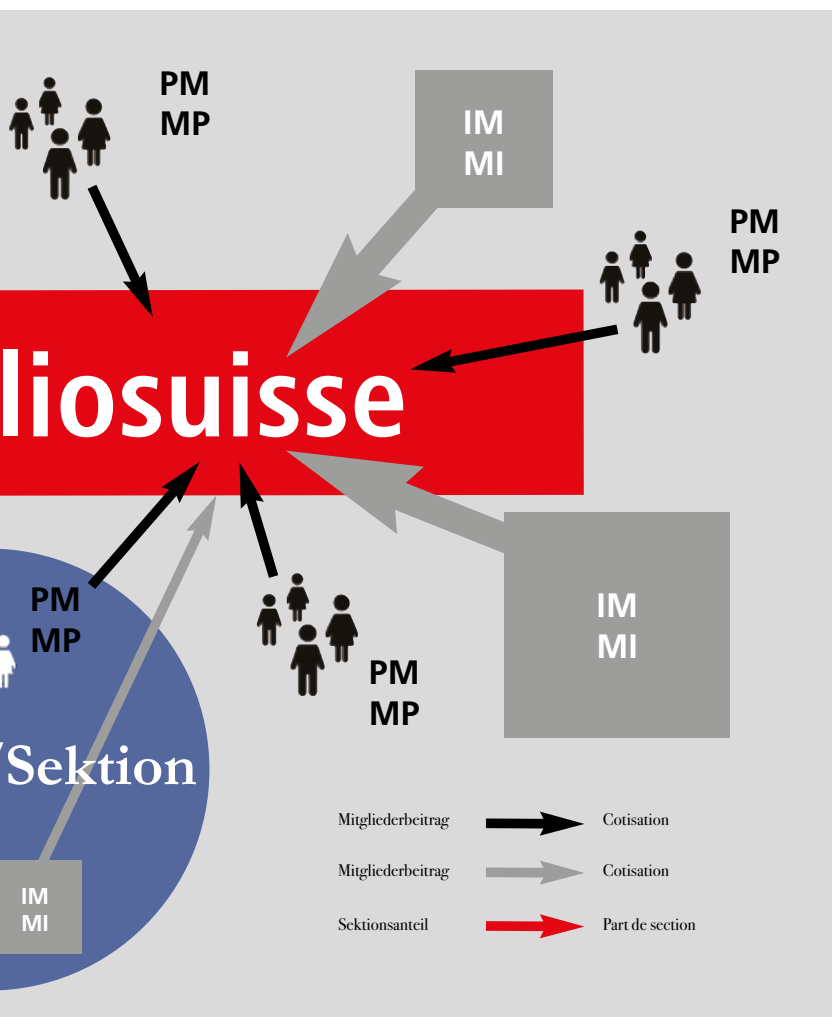 PM
MP
IM
MI
PM
MP
liosuisse
PM
MP
IM
MI
PM
MP
/Sektion
IM
MI
Mitgliederbeitrag Cotisation
Mitgliederbeitrag Cotisation
Sektionsanteil Part de section